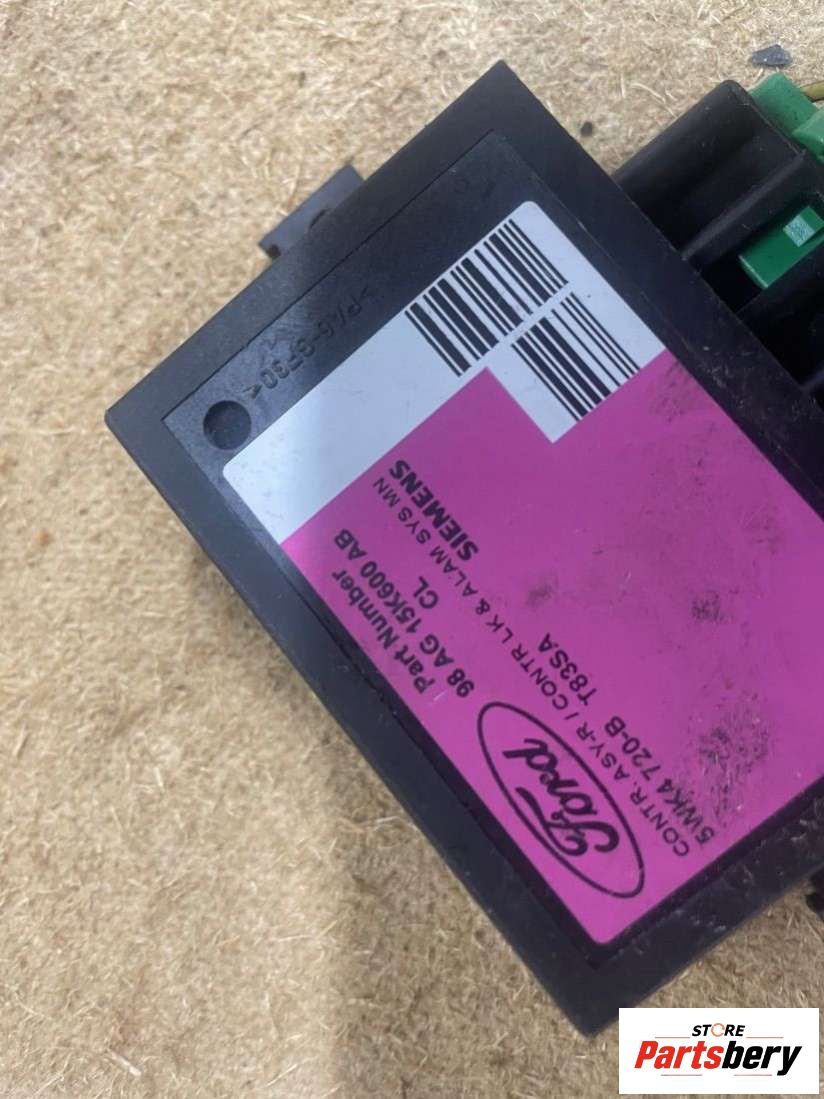 >PA6-GF30<
Ford
Part Number
98 AG 15K600 AB
CL
CONTR. ASY-R / CONTR LK & ALAM SYS MN
5WK4 720-B T83SA
SIEMENS
STORE
Partsbery